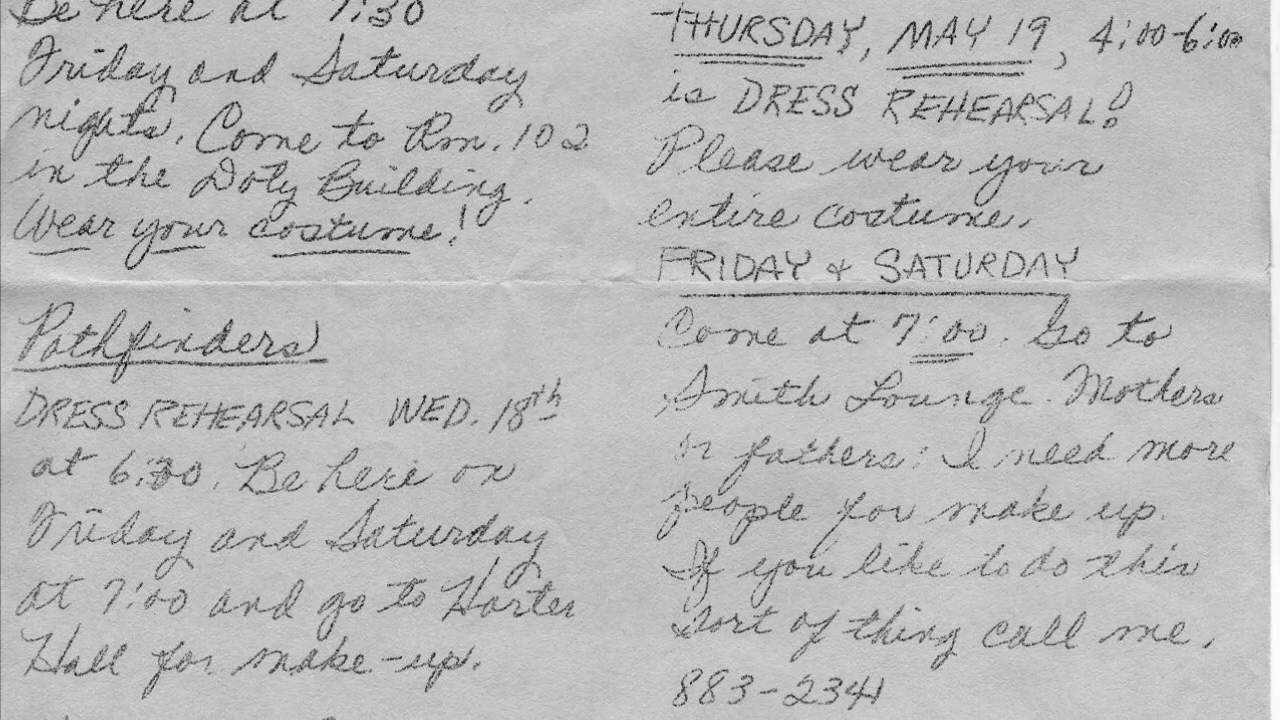 Be here at 7:30
Friday and Saturday
nights. Come to Rm. 102
in the Doty Building.
Wear your costume!
Pathfinders
DRESS REHEARSAL WED. 18th
at 6:30. Be here on
Friday and Saturday
at 7:00 and go to Horter
Hall for make-up.
THURSDAY, MAY 19, 4:00-6:00
is DRESS REHEARSAL!
Please wear your
entire costume.
FRIDAY & SATURDAY
Come at 7:00. Go to
Smith Lounge. Mothers
or fathers: I need more
people for make up.
If you like to do this
sort of thing call me.
883-2341